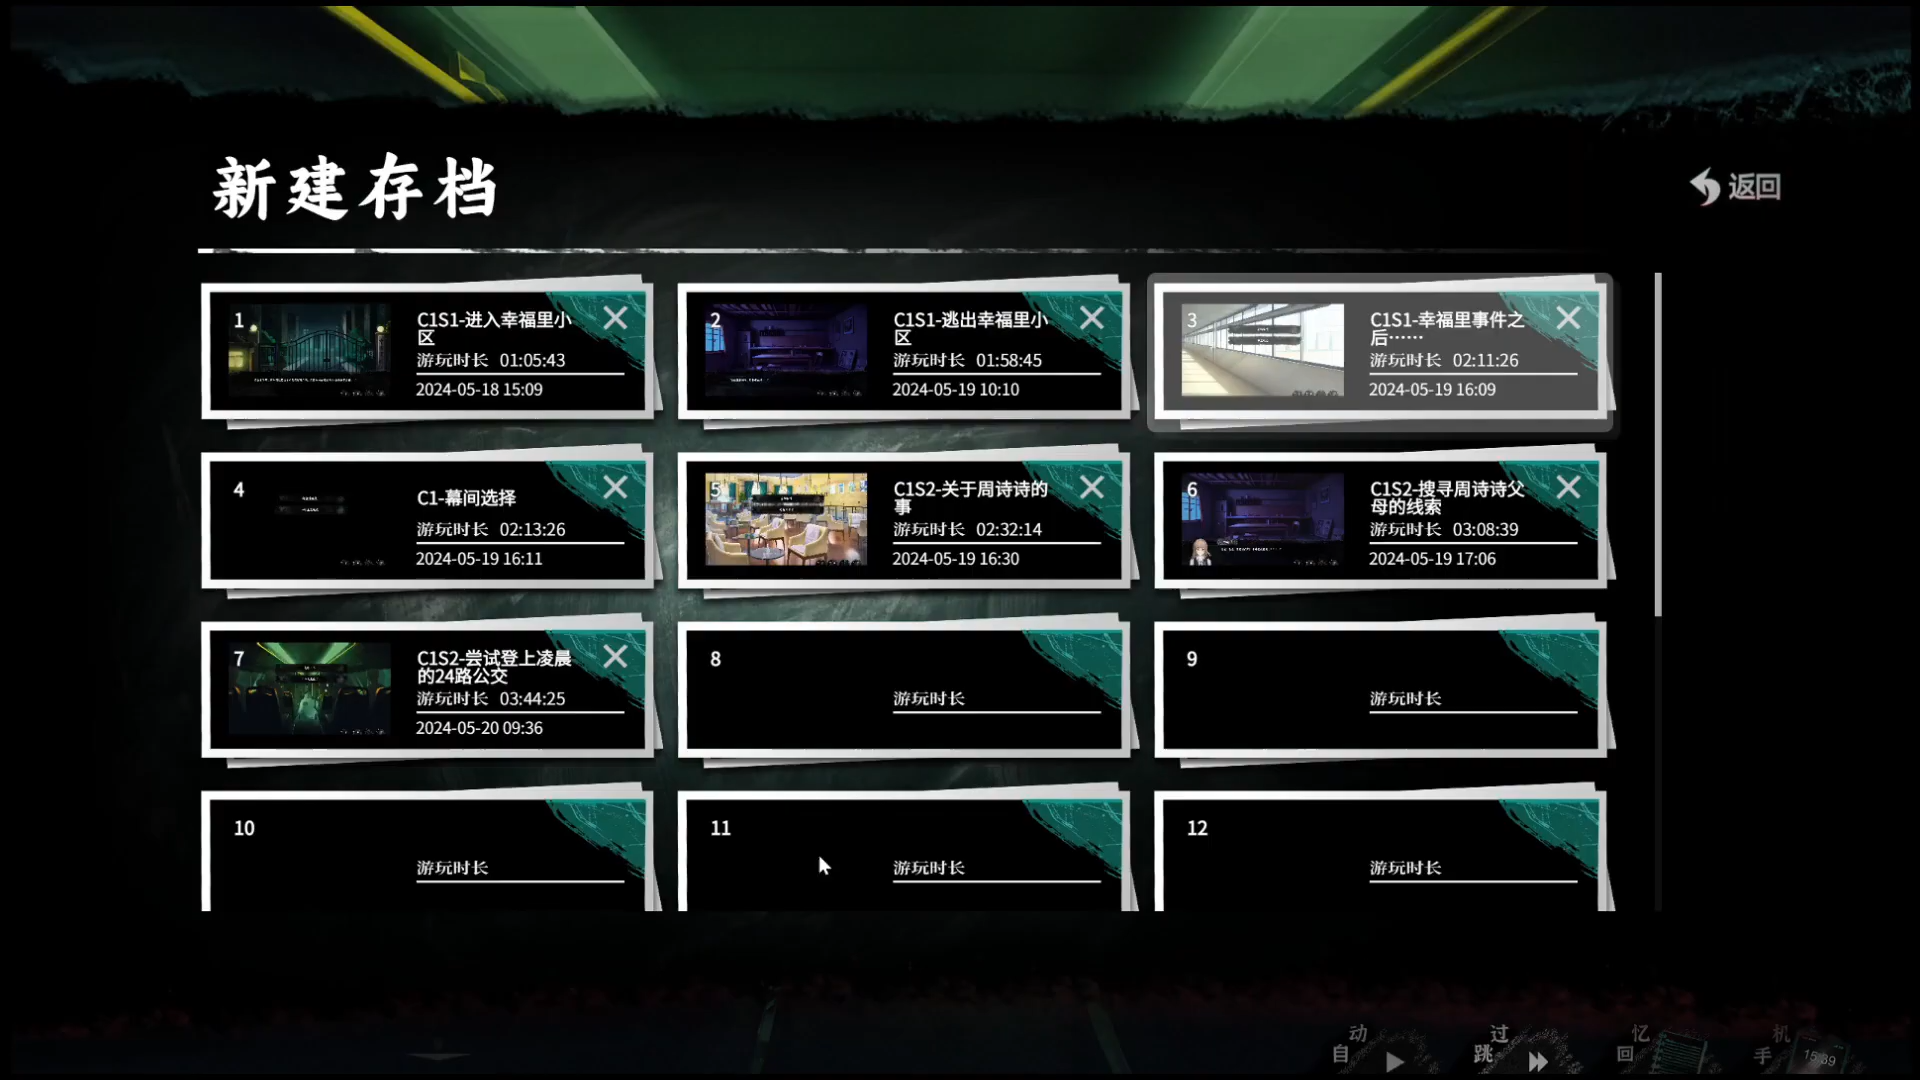 新建存档
返回
1
C1S1-进入幸福里小
区
游玩时长 01:05:43
2024-05-18 15:09
2
C1S1-逃出幸福里小
区
游玩时长 01:58:45
2024-05-19 10:10
3
C1S1-幸福里事件之
后……
游玩时长 02:11:26
2024-05-19 16:09
4
C1-幕间选择
游玩时长 02:13:26
2024-05-19 16:11
5
C1S2-关于周诗诗的
事
游玩时长 02:32:14
2024-05-19 16:30
6
C1S2-搜寻周诗诗父
母的线索
游玩时长 03:08:39
2024-05-19 17:06
7
C1S2-尝试登上凌晨
的24路公交
游玩时长 03:44:25
2024-05-20 09:36
8
游玩时长
9
游玩时长
10
游玩时长
11
游玩时长
12
游玩时长
自动
跳过
回忆
手机
15:39